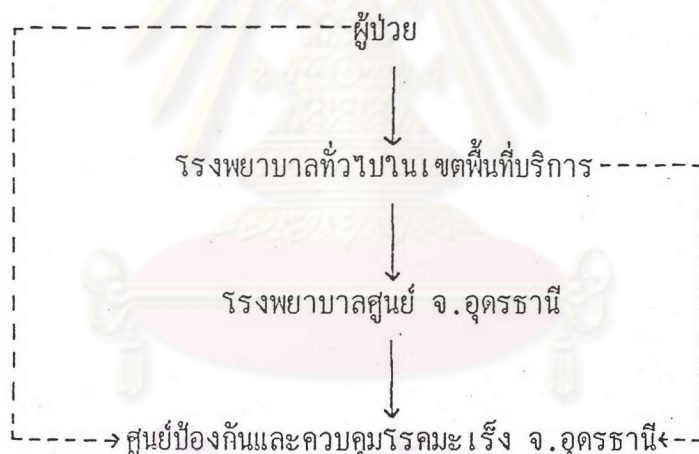 ผู้ป่วย
โรงพยาบาลทั่วไปในเขตพื้นที่บริการ
โรงพยาบาลศูนย์ จ.อุดรธานี
ศูนย์ป้องกันและควบคุมโรคมะเร็ง จ.อุดรธานี